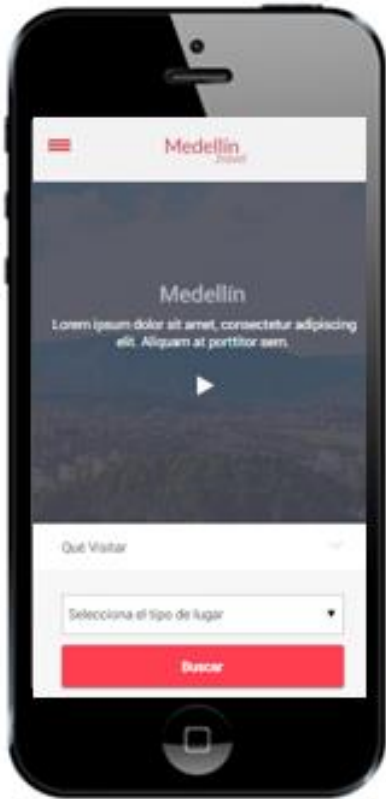 Medellín
travel
Medellín
Lorem ipsum dolor sit amet, consectetur adipiscing
elit. Aliquam at porttitor sem.
Qué Visitar
Selecciona el tipo de lugar
Buscar